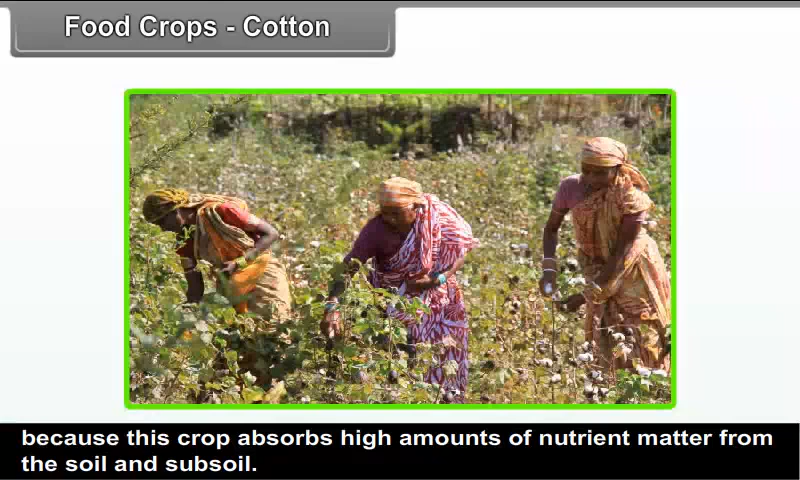 Food Crops - Cotton
because this crop absorbs high amounts of nutrient matter from
the soil and subsoil.